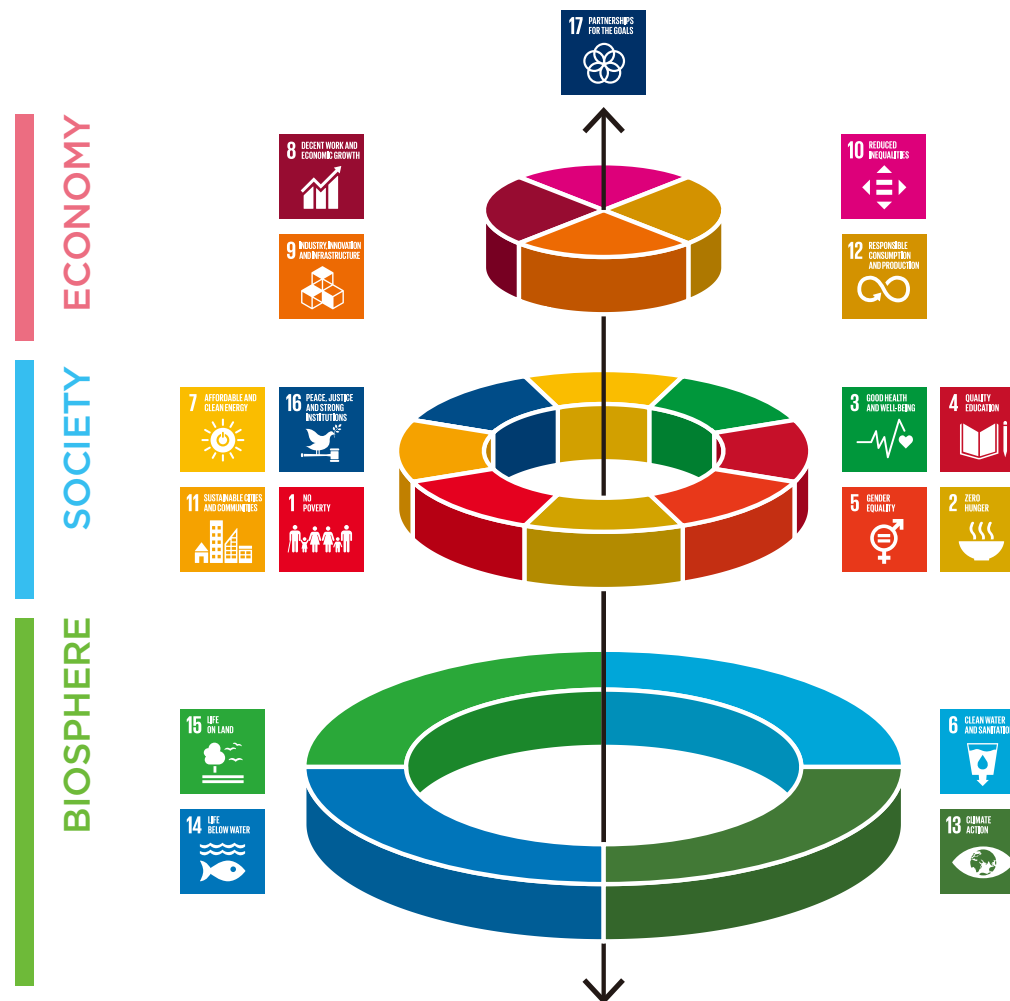 17 PARTNERSHIPS
FOR THE GOALS
ECONOMY
8 DECENT WORK AND
ECONOMIC GROWTH
10 REDUCED
INEQUALITIES
9 INDUSTRY, INNOVATION
AND INFRASTRUCTURE
12 RESPONSIBLE
CONSUMPTION
AND PRODUCTION
SOCIETY
7 AFFORDABLE AND
CLEAN ENERGY
16 PEACE, JUSTICE
AND STRONG
INSTITUTIONS
3 GOOD HEALTH
AND WELL-BEING
4 QUALITY
EDUCATION
11 SUSTAINABLE CITIES
AND COMMUNITIES
1 NO
POVERTY
5 GENDER
EQUALITY
2 ZERO
HUNGER
BIOSPHERE
15 LIFE
ON LAND
6 CLEAN WATER
AND SANITATION
14 LIFE
BELOW WATER
13 CLIMATE
ACTION